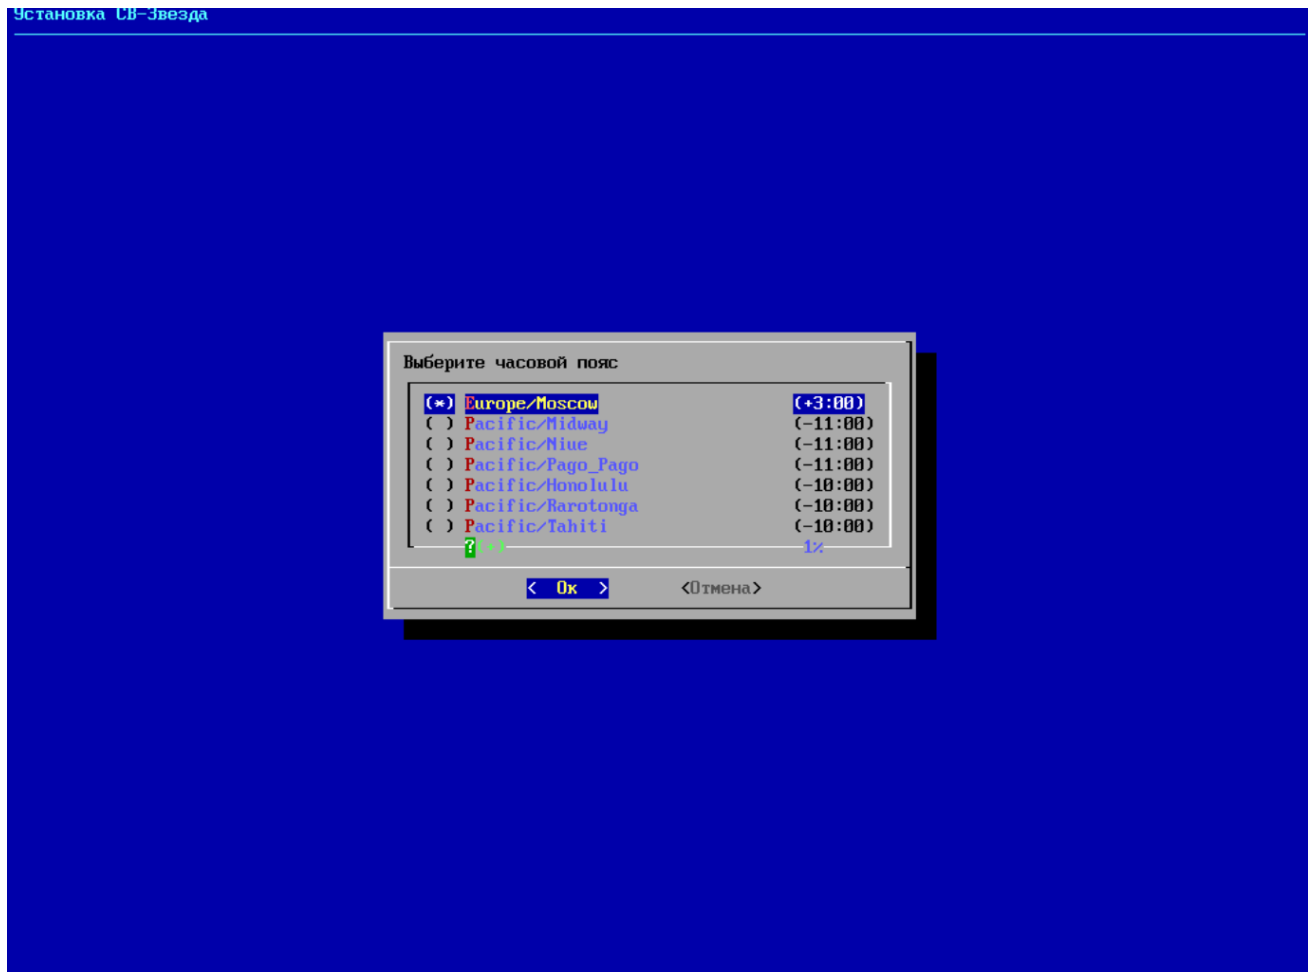 Установка СВ-Звезда
Выберите часовой пояс
(*) Europe/Moscow (+3:00)
( ) Pacific/Midway (-11:00)
( ) Pacific/Niue (-11:00)
( ) Pacific/Pago_Pago (-11:00)
( ) Pacific/Honolulu (-10:00)
( ) Pacific/Rarotonga (-10:00)
( ) Pacific/Tahiti (-10:00)
?(+) 1%
< Ок > <Отмена>